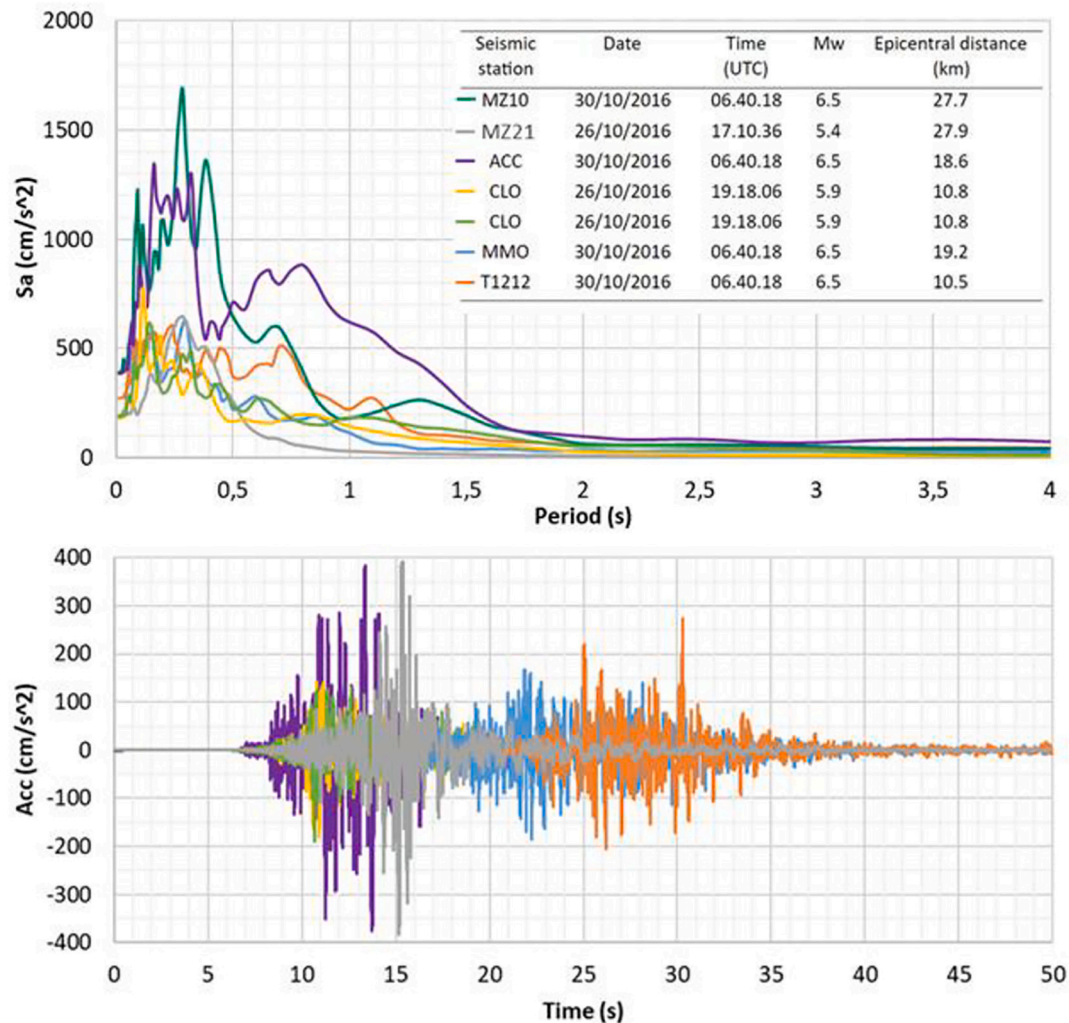 2000
1500
1000
500
0
Sa (cm/s^2)
Seismic station Date Time (UTC) Mw Epicentral distance (km)
MZ10 30/10/2016 06.40.18 6.5 27.7
MZ21 26/10/2016 17.10.36 5.4 27.9
ACC 30/10/2016 06.40.18 6.5 18.6
CLO 26/10/2016 19.18.06 5.9 10.8
CLO 26/10/2016 19.18.06 5.9 10.8
MMO 30/10/2016 06.40.18 6.5 19.2
T1212 30/10/2016 06.40.18 6.5 10.5
0 0,5 1 1,5 2 2,5 3 3,5 4
Period (s)
400
300
200
100
0
-100
-200
-300
-400
Acc (cm/s^2)
0 5 10 15 20 25 30 35 40 45 50
Time (s)